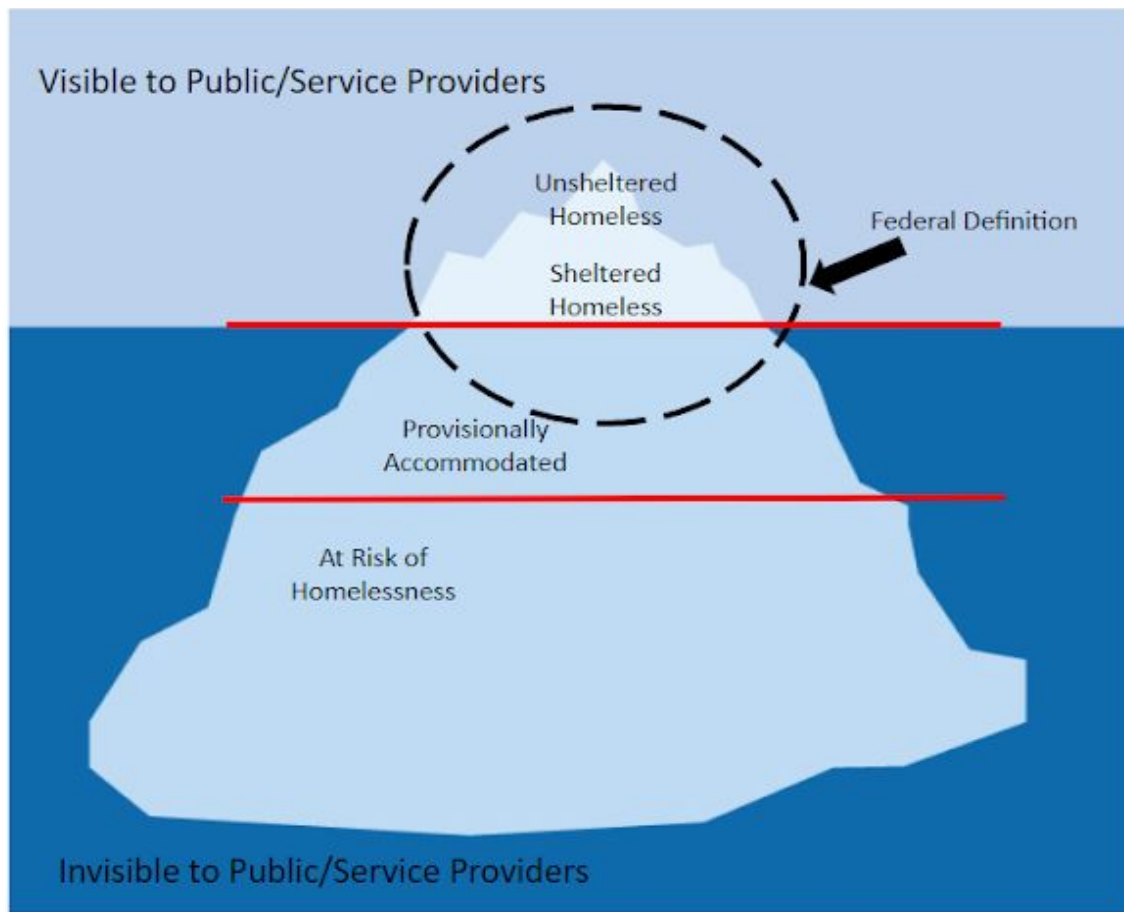 Visible to Public/Service Providers
Unsheltered
Homeless
Federal Definition
Sheltered
Homeless
Provisionally
Accommodated
At Risk of
Homelessness
Invisible to Public/Service Providers